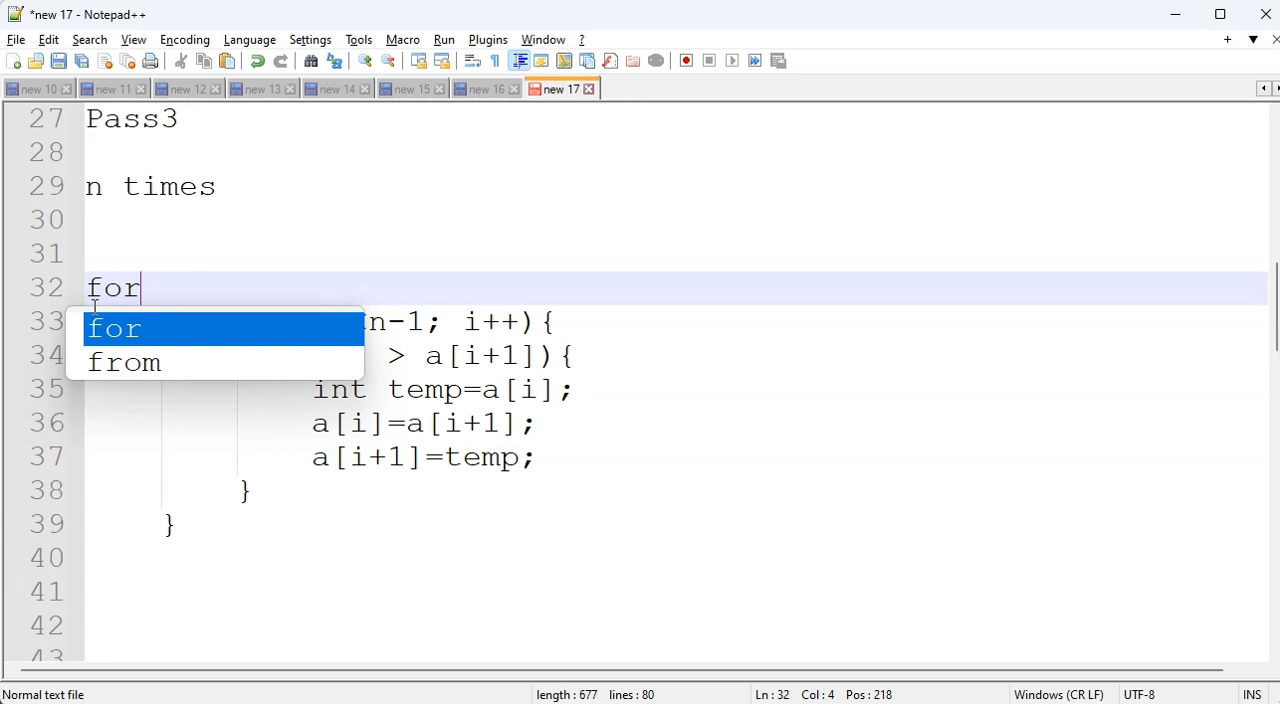 *new 17 - Notepad++
File Edit Search View Encoding Language Settings Tools Macro Run Plugins Window ?
new 10 new 11 new 12 new 13 new 14 new 15 new 16 new 17
27 Pass3
28
29 n times
30
31
32 for
33 n-1; i++){
for
34 > a[i+1]){
from
35 int temp=a[i];
36 a[i]=a[i+1];
37 a[i+1]=temp;
38 }
39 }
40
41
42
43
Normal text file length : 677 lines : 80 Ln : 32 Col : 4 Pos : 218 Windows (CR LF) UTF-8 INS